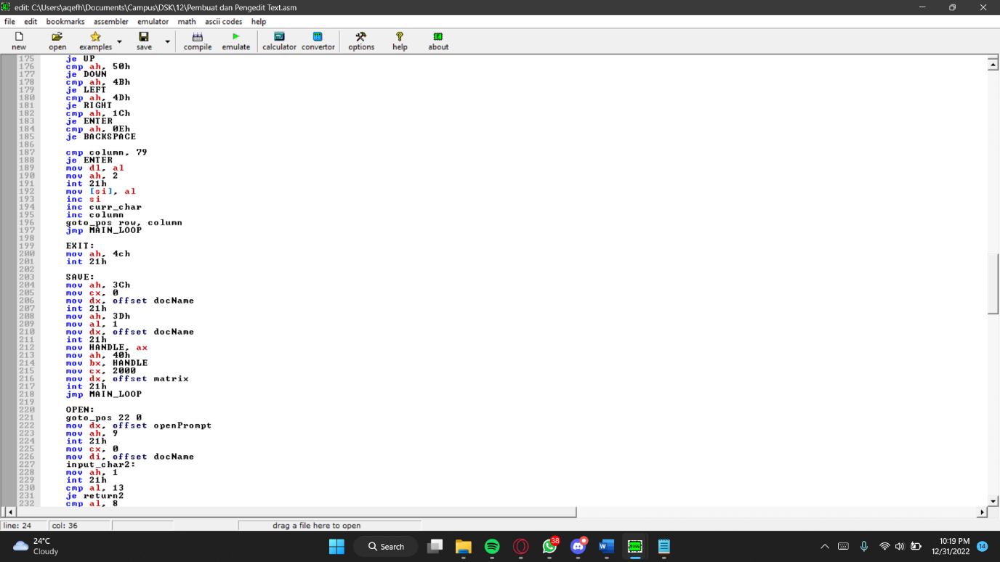 edit: C:\Users\aqefh\Documents\Campus\DSK\12\Pembuat dan Pengedit Text.asm
file edit bookmarks assembler emulator math ascii codes help
new open examples save compile emulate calculator convertor options help about
175 je UP
176 cmp ah, 50h
177 je DOWN
178 cmp ah, 4Bh
179 je LEFT
180 cmp ah, 4Dh
181 je RIGHT
182 cmp ah, 1Ch
183 je ENTER
184 cmp ah, 0Eh
185 je BACKSPACE
186
187 cmp column, 79
188 je ENTER
189 mov dl, al
190 mov ah, 2
191 int 21h
192 mov [si], al
193 inc si
194 inc curr_char
195 inc column
196 goto_pos row, column
197 jmp MAIN_LOOP
198
199 EXIT:
200 mov ah, 4ch
201 int 21h
202
203 SAVE:
204 mov ah, 3Ch
205 mov cx, 0
206 mov dx, offset docName
207 int 21h
208 mov ah, 3Dh
209 mov al, 1
210 mov dx, offset docName
211 int 21h
212 mov HANDLE, ax
213 mov ah, 40h
214 mov bx, HANDLE
215 mov cx, 2000
216 mov dx, offset matrix
217 int 21h
218 jmp MAIN_LOOP
219
220 OPEN:
221 goto_pos 22 0
222 mov dx, offset openPrompt
223 mov ah, 9
224 int 21h
225 mov cx, 0
226 mov di, offset docName
227 input_char2:
228 mov ah, 1
229 int 21h
230 cmp al, 13
231 je return2
232 cmp al, 8
line: 24 col: 36 drag a file here to open
24°C
Cloudy
Search
38
10:19 PM
12/31/2022
14